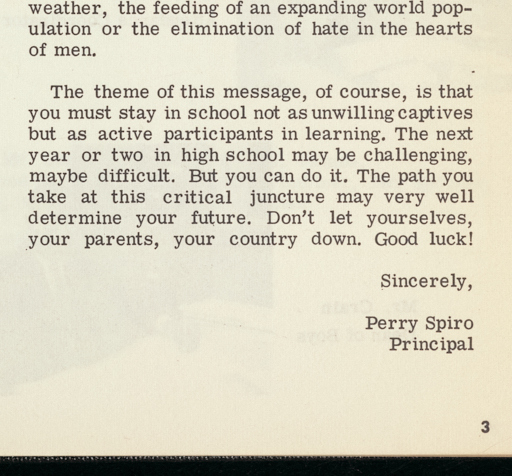 weather, the feeding of an expanding world pop-
ulation or the elimination of hate in the hearts
of men.
The theme of this message, of course, is that
you must stay in school not as unwilling captives
but as active participants in learning. The next
year or two in high school may be challenging,
maybe difficult. But you can do it. The path you
take at this critical juncture may very well
determine your future. Don't let yourselves,
your parents, your country down. Good luck!
Sincerely,
Perry Spiro
Principal
3